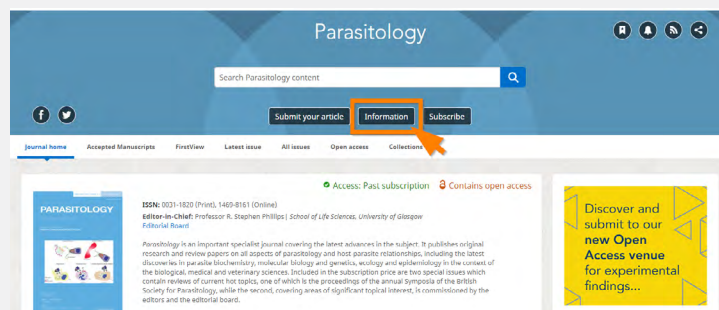 Parasitology
Search Parasitology content
Submit your article
Information
Subscribe
Journal home
Accepted Manuscripts
FirstView
Latest issue
All issues
Open access
Collections
Access: Past subscription
Contains open access
PARASITOLOGY
ISSN: 0031-1820 (Print), 1469-8161 (Online)
Editor-in-Chief: Professor R. Stephan Phillips | School of Life Sciences, University of Glasgow
Editorial Board
Parasitology is an important specialist journal covering the latest advances in the subject. It publishes original
research and review papers on all aspects of parasitology and host parasite relationships, including the latest
discoveries in parasite biochemistry, molecular biology and genetics, ecology and epidemiology in the context of
the biological, medical and veterinary sciences. Included in the subscription price are two special issues which
contain reviews of current hot topics, one of which is the proceedings of the annual Symposia of the British
Society for Parasitology, while the second, covering areas of significant topical interest, is commissioned by the
editors and the editorial board.
Discover and
submit to our
new Open
Access venue
for experimental
findings...